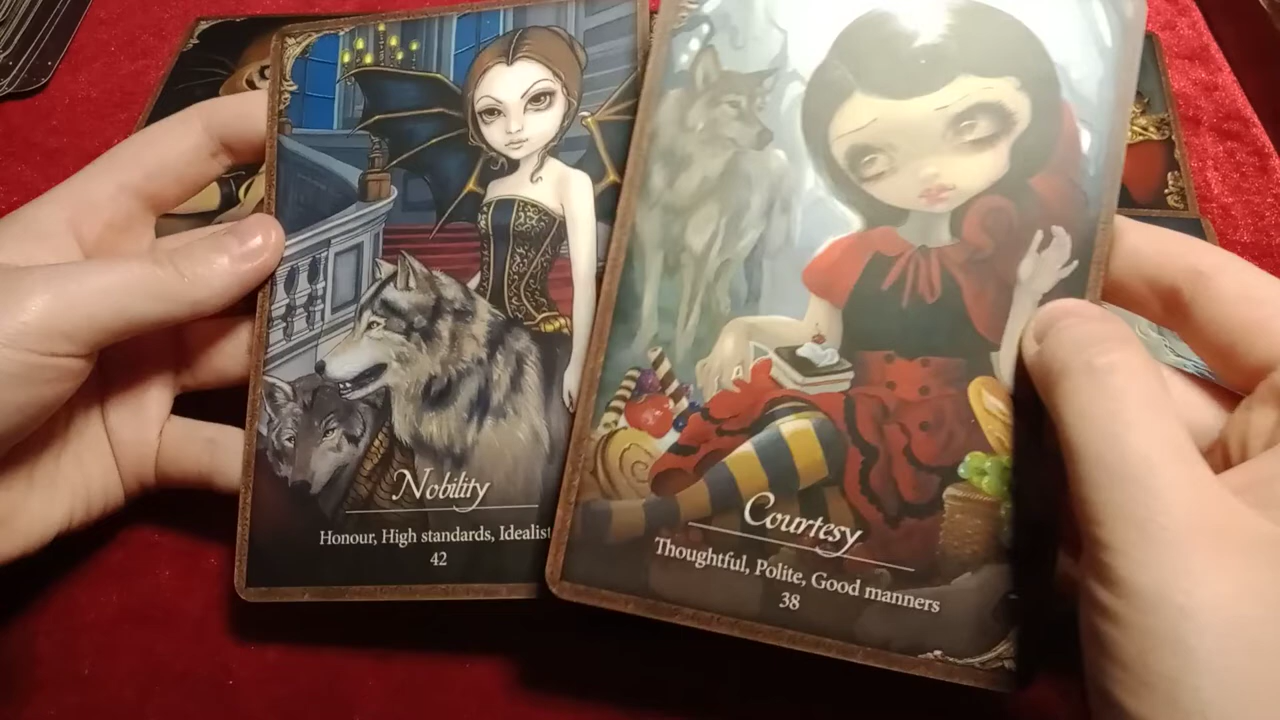 Nobility
Honour, High standards, Idealist
42
Courtesy
Thoughtful, Polite, Good manners
38